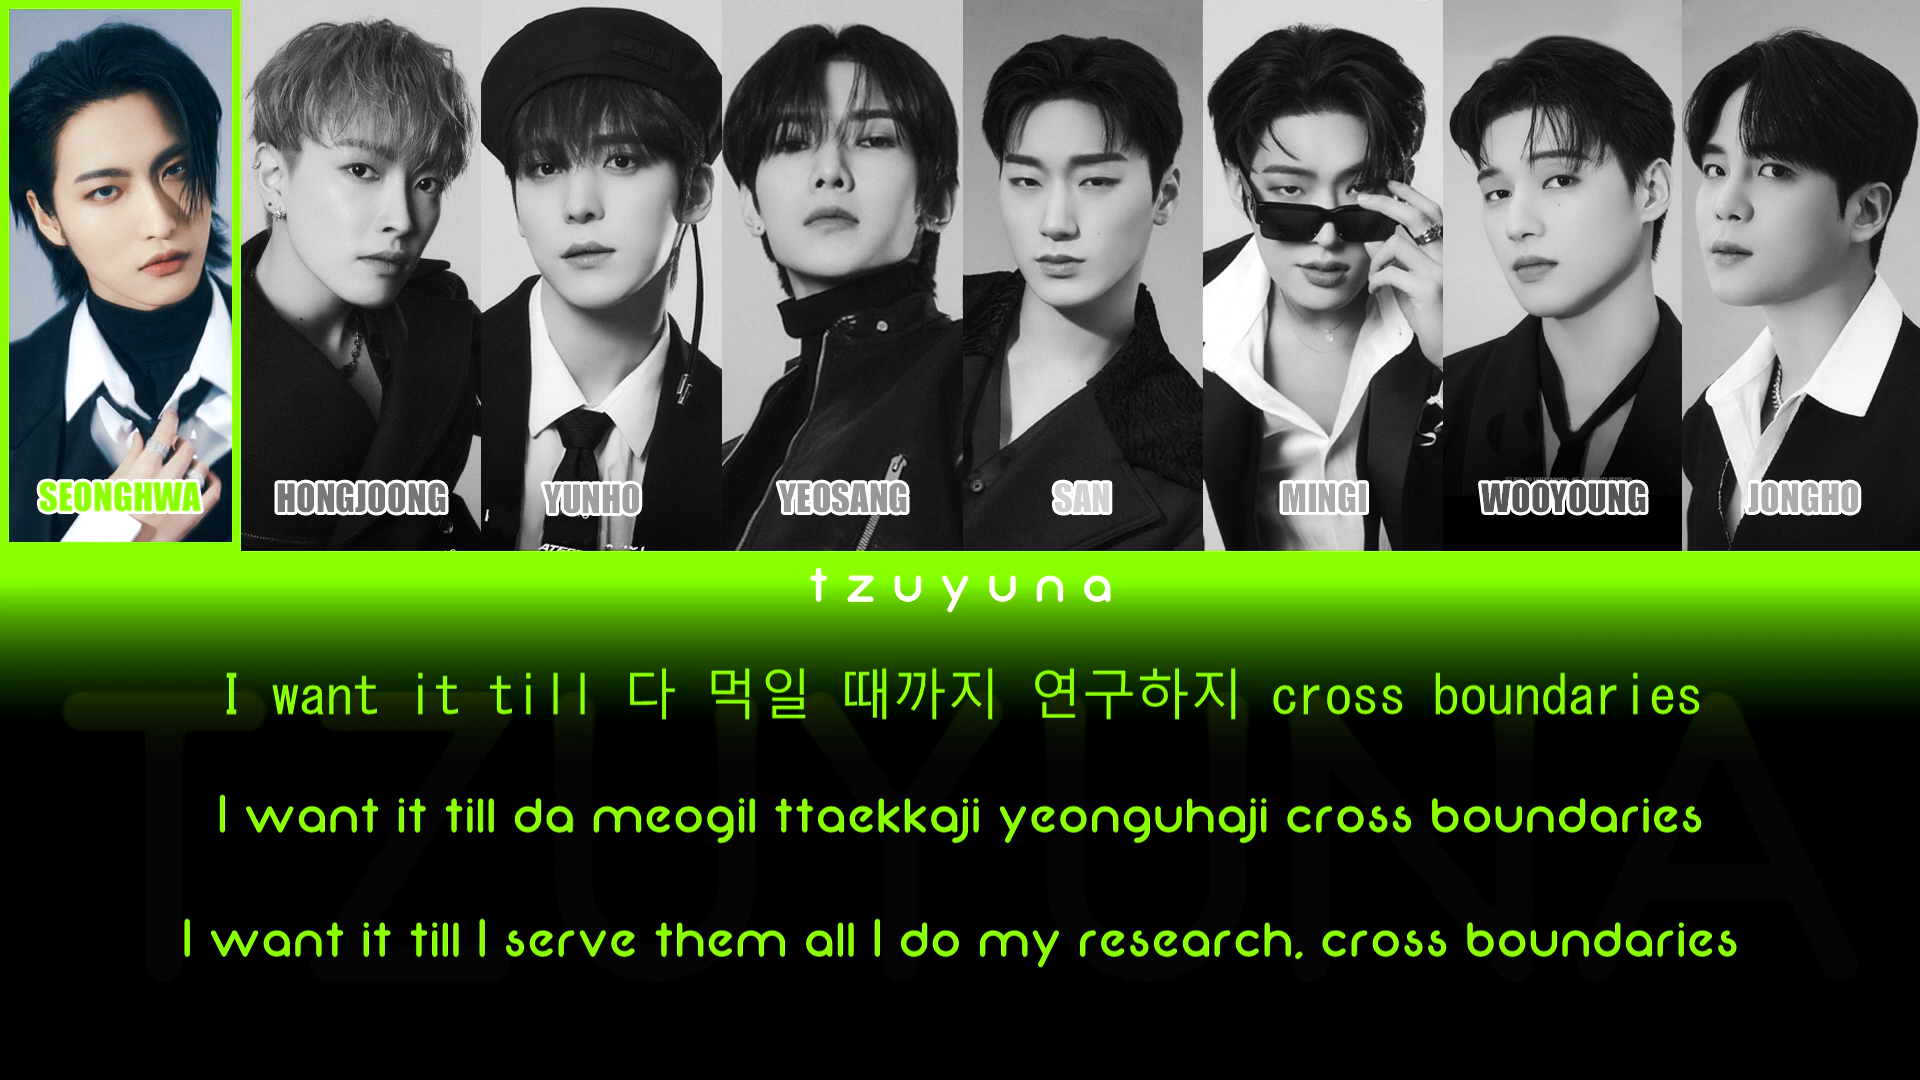 SEONGHWA
HONGJOONG
YUNHO
YEOSANG
SAN
MINGI
WOOYOUNG
JONGHO
tzuyuna
I want it till 다 먹일 때까지 연구하지 cross boundaries
I want it till da meogil ttaekkaji yeonguhaji cross boundaries
I want it till I serve them all I do my research, cross boundaries
TZUYUNA